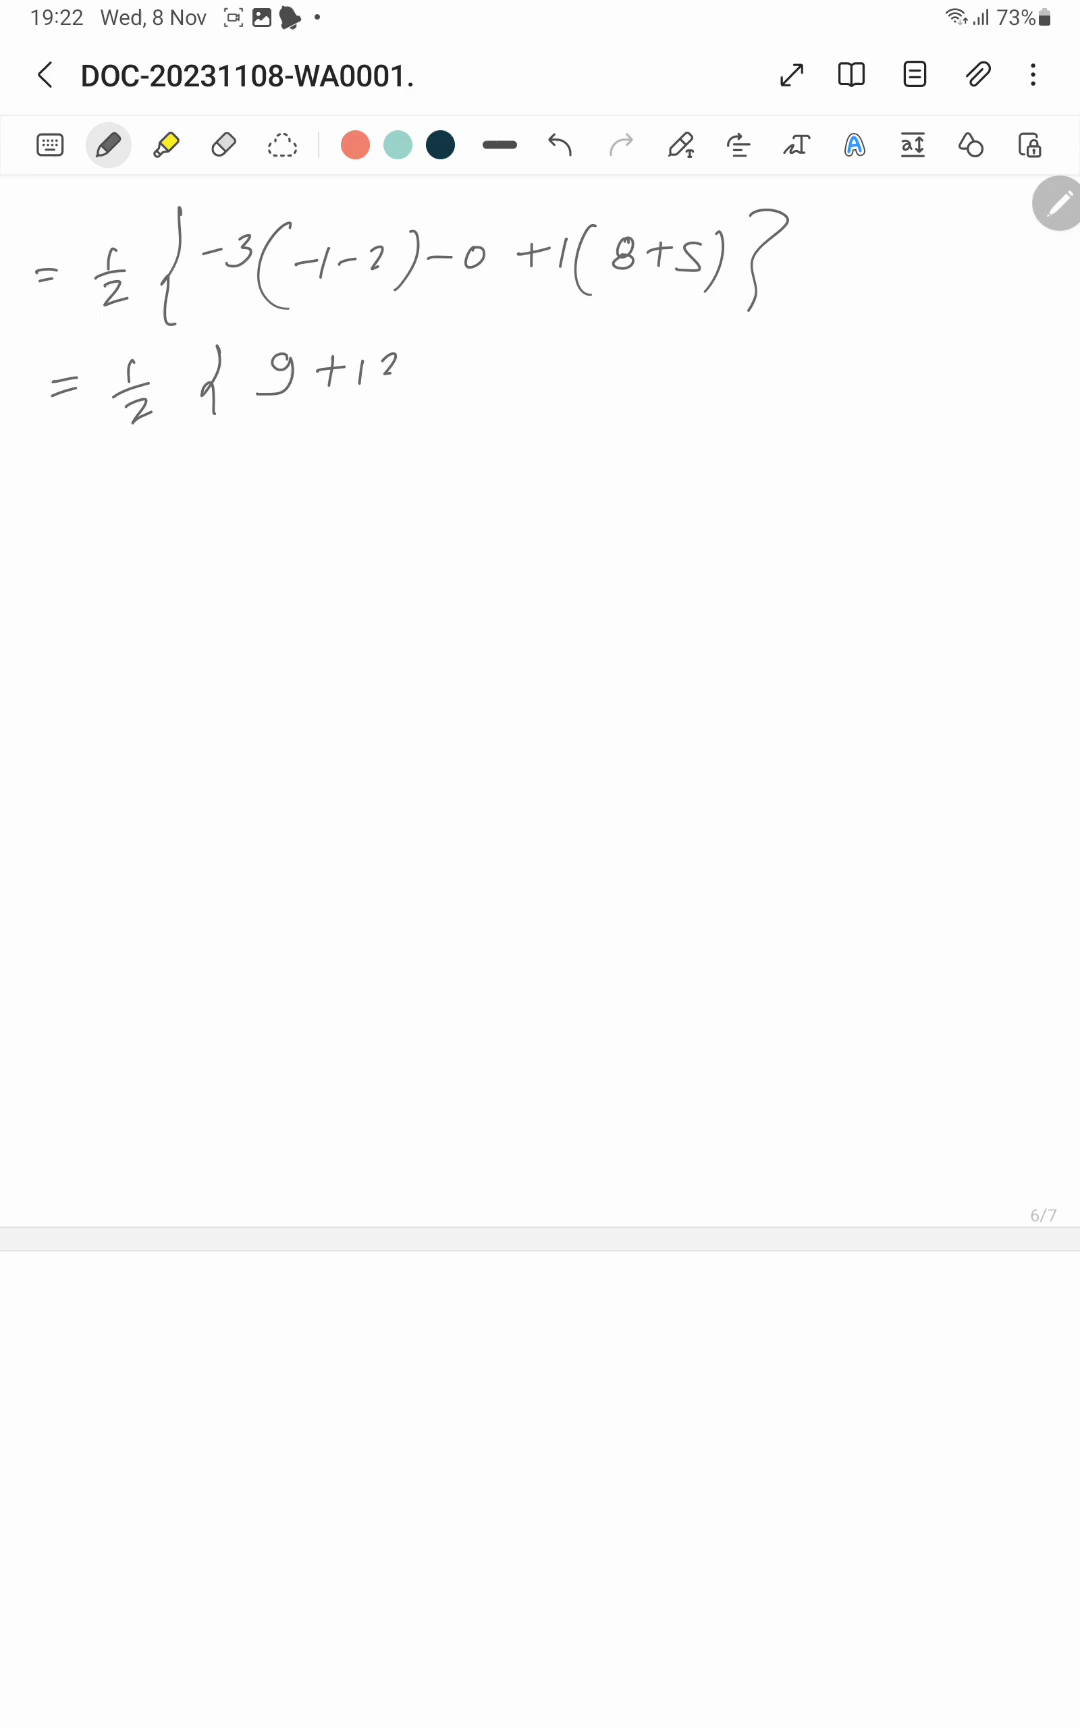 19:22 Wed, 8 Nov 73%
DOC-20231108-WA0001.
= 1/2 { -3(-1-2)-0 +1(8+5)}
= 1/2 { 9+12
6/7